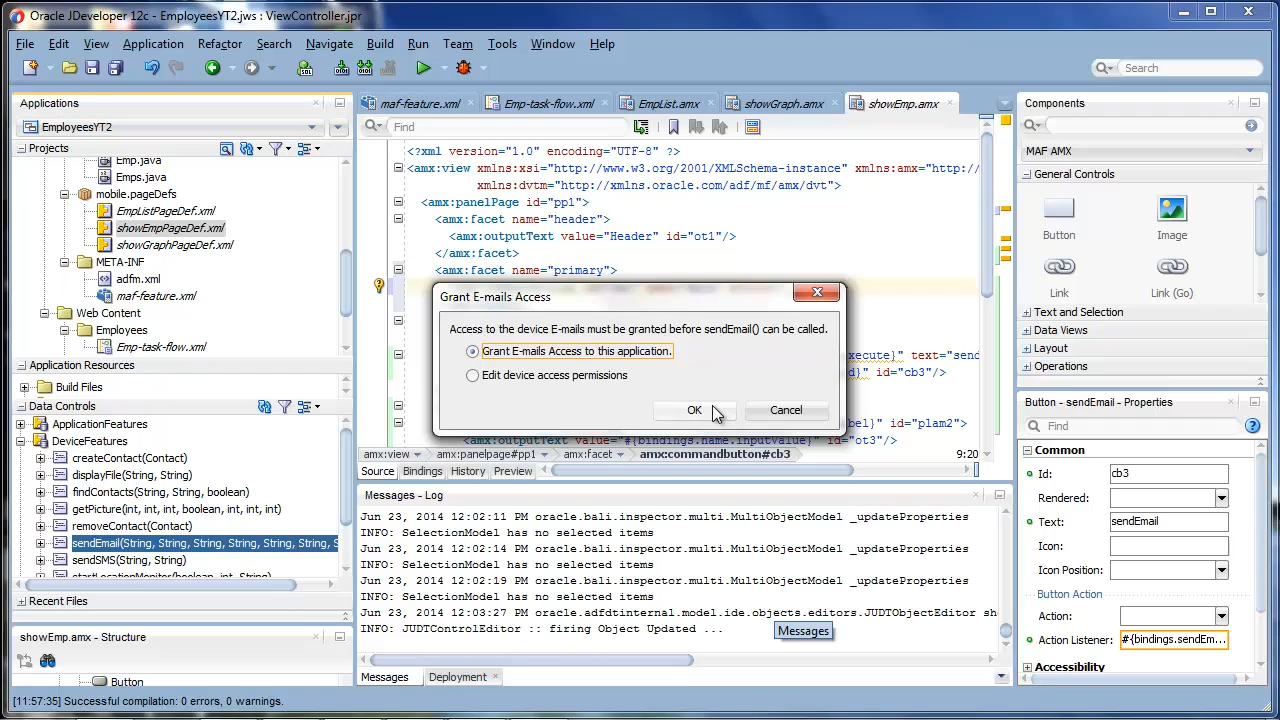 Oracle JDeveloper 12c - EmployeesYT2.jws : ViewController.jpr
File Edit View Application Refactor Search Navigate Build Run Team Tools Window Help
Search
Applications
EmployeesYT2
Projects
Emp.java
Emps.java
mobile.pageDefs
EmpListPageDef.xml
showEmpPageDef.xml
showGraphPageDef.xml
META-INF
adfm.xml
maf-feature.xml
Web Content
Employees
Emp-task-flow.xml
Application Resources
Build Files
Data Controls
ApplicationFeatures
DeviceFeatures
createContact(Contact)
displayFile(String, String)
findContacts(String, String, boolean)
getPicture(int, int, boolean, int, int, int)
removeContact(Contact)
sendEmail(String, String, String, String, String, String, S
sendSMS(String, String)
startLocationMonitor(boolean, int, String)
Recent Files
showEmp.amx - Structure
Button
[11:57:35] Successful compilation: 0 errors, 0 warnings.
maf-feature.xml Emp-task-flow.xml EmpList.amx showGraph.amx showEmp.amx
Find
<?xml version="1.0" encoding="UTF-8" ?>
<amx:view xmlns:xsi="http://www.w3.org/2001/XMLSchema-instance" xmlns:amx="http:/
xmlns:dvtm="http://xmlns.oracle.com/adf/mf/amx/dvt">
<amx:panelPage id="pp1">
<amx:facet name="header">
<amx:outputText value="Header" id="ot1"/>
</amx:facet>
<amx:facet name="primary">
xecute}" text="send
d}" id="cb3"/>
bel}" id="plam2">
<amx:outputText value="#{bindings.name.inputValue}" id="ot3"/>
Grant E-mails Access
Access to the device E-mails must be granted before sendEmail() can be called.
Grant E-mails Access to this application.
Edit device access permissions
OK Cancel
amx:view amx:panelpage#pp1 amx:facet amx:commandbutton#cb3 9:20
Source Bindings History Preview
Messages - Log
Jun 23, 2014 12:02:11 PM oracle.bali.inspector.multi.MultiObjectModel _updateProperties
INFO: SelectionModel has no selected items
Jun 23, 2014 12:02:14 PM oracle.bali.inspector.multi.MultiObjectModel _updateProperties
INFO: SelectionModel has no selected items
Jun 23, 2014 12:02:19 PM oracle.bali.inspector.multi.MultiObjectModel _updateProperties
INFO: SelectionModel has no selected items
Jun 23, 2014 12:03:27 PM oracle.adfdtinternal.model.ide.objects.editors.JUDTObjectEditor sh
INFO: JUDTControlEditor :: firing Object Updated ...
Messages
Messages Deployment
Components
MAF AMX
General Controls
Button Image
Link Link (Go)
Text and Selection
Data Views
Layout
Operations
Button - sendEmail - Properties
Find
Common
Id: cb3
Rendered:
Text: sendEmail
Icon:
Icon Position:
Button Action
Action:
Action Listener: #{bindings.sendEm...
Accessibility